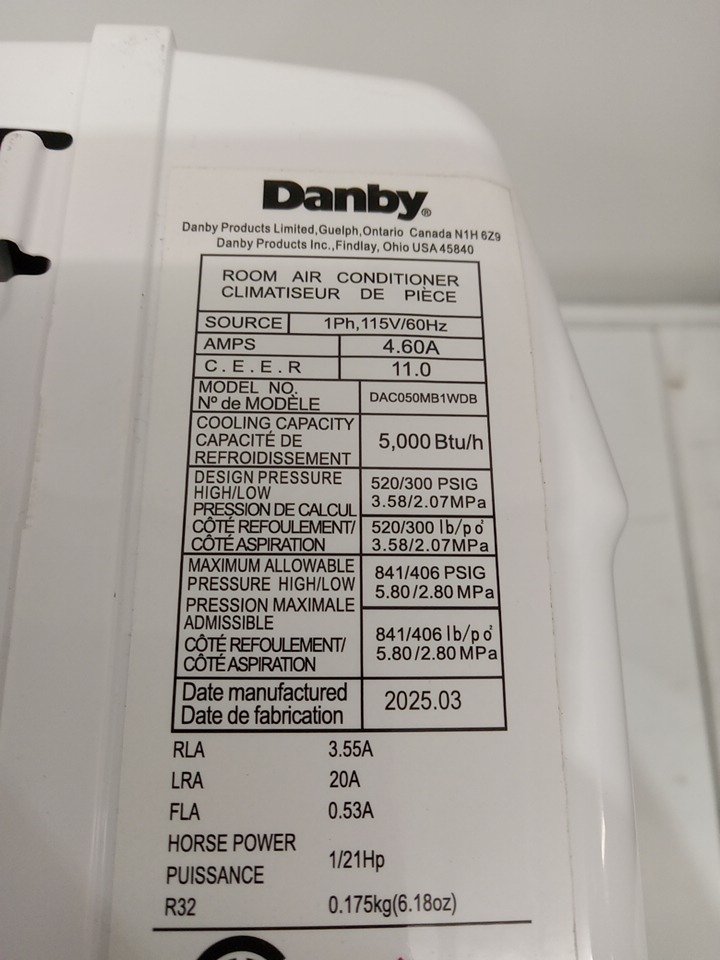 Danby®
Danby Products Limited,Guelph,Ontario Canada N1H 6Z9
Danby Products Inc.,Findlay, Ohio USA 45840
ROOM AIR CONDITIONER
CLIMATISEUR DE PIÈCE
SOURCE 1Ph,115V/60Hz
AMPS 4.60A
C.E.E.R 11.0
MODEL NO.
Nº de MODÈLE
DAC050MB1WDB
COOLING CAPACITY
CAPACITÉ DE
REFROIDISSEMENT
5,000 Btu/h
DESIGN PRESSURE
HIGH/LOW
PRESSION DE CALCUL
CÔTÉ REFOULEMENT/
CÔTÉ ASPIRATION
520/300 PSIG
3.58/2.07MPa
520/300 lb/po²
3.58/2.07MPa
MAXIMUM ALLOWABLE
PRESSURE HIGH/LOW
PRESSION MAXIMALE
ADMISSIBLE
CÔTÉ REFOULEMENT/
CÔTÉ ASPIRATION
841/406 PSIG
5.80/2.80 MPa
841/406 lb/po²
5.80/2.80 MPa
Date manufactured
Date de fabrication
2025.03
RLA 3.55A
LRA 20A
FLA 0.53A
HORSE POWER
PUISSANCE
1/21Hp
R32 0.175kg(6.18oz)